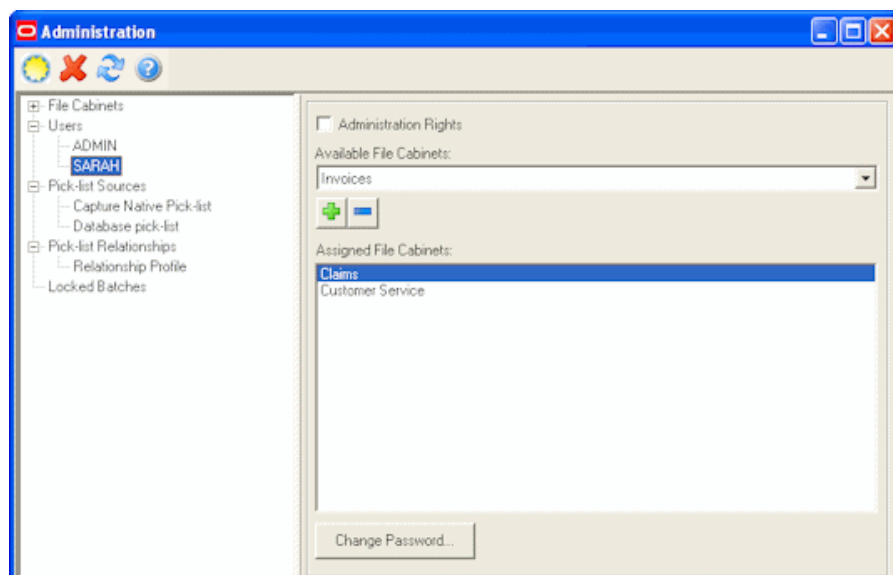 Administration
File Cabinets
Users
ADMIN
SARAH
Pick-list Sources
Capture Native Pick-list
Database pick-list
Pick-list Relationships
Relationship Profile
Locked Batches
Administration Rights
Available File Cabinets:
Invoices
Assigned File Cabinets:
Claims
Customer Service
Change Password...